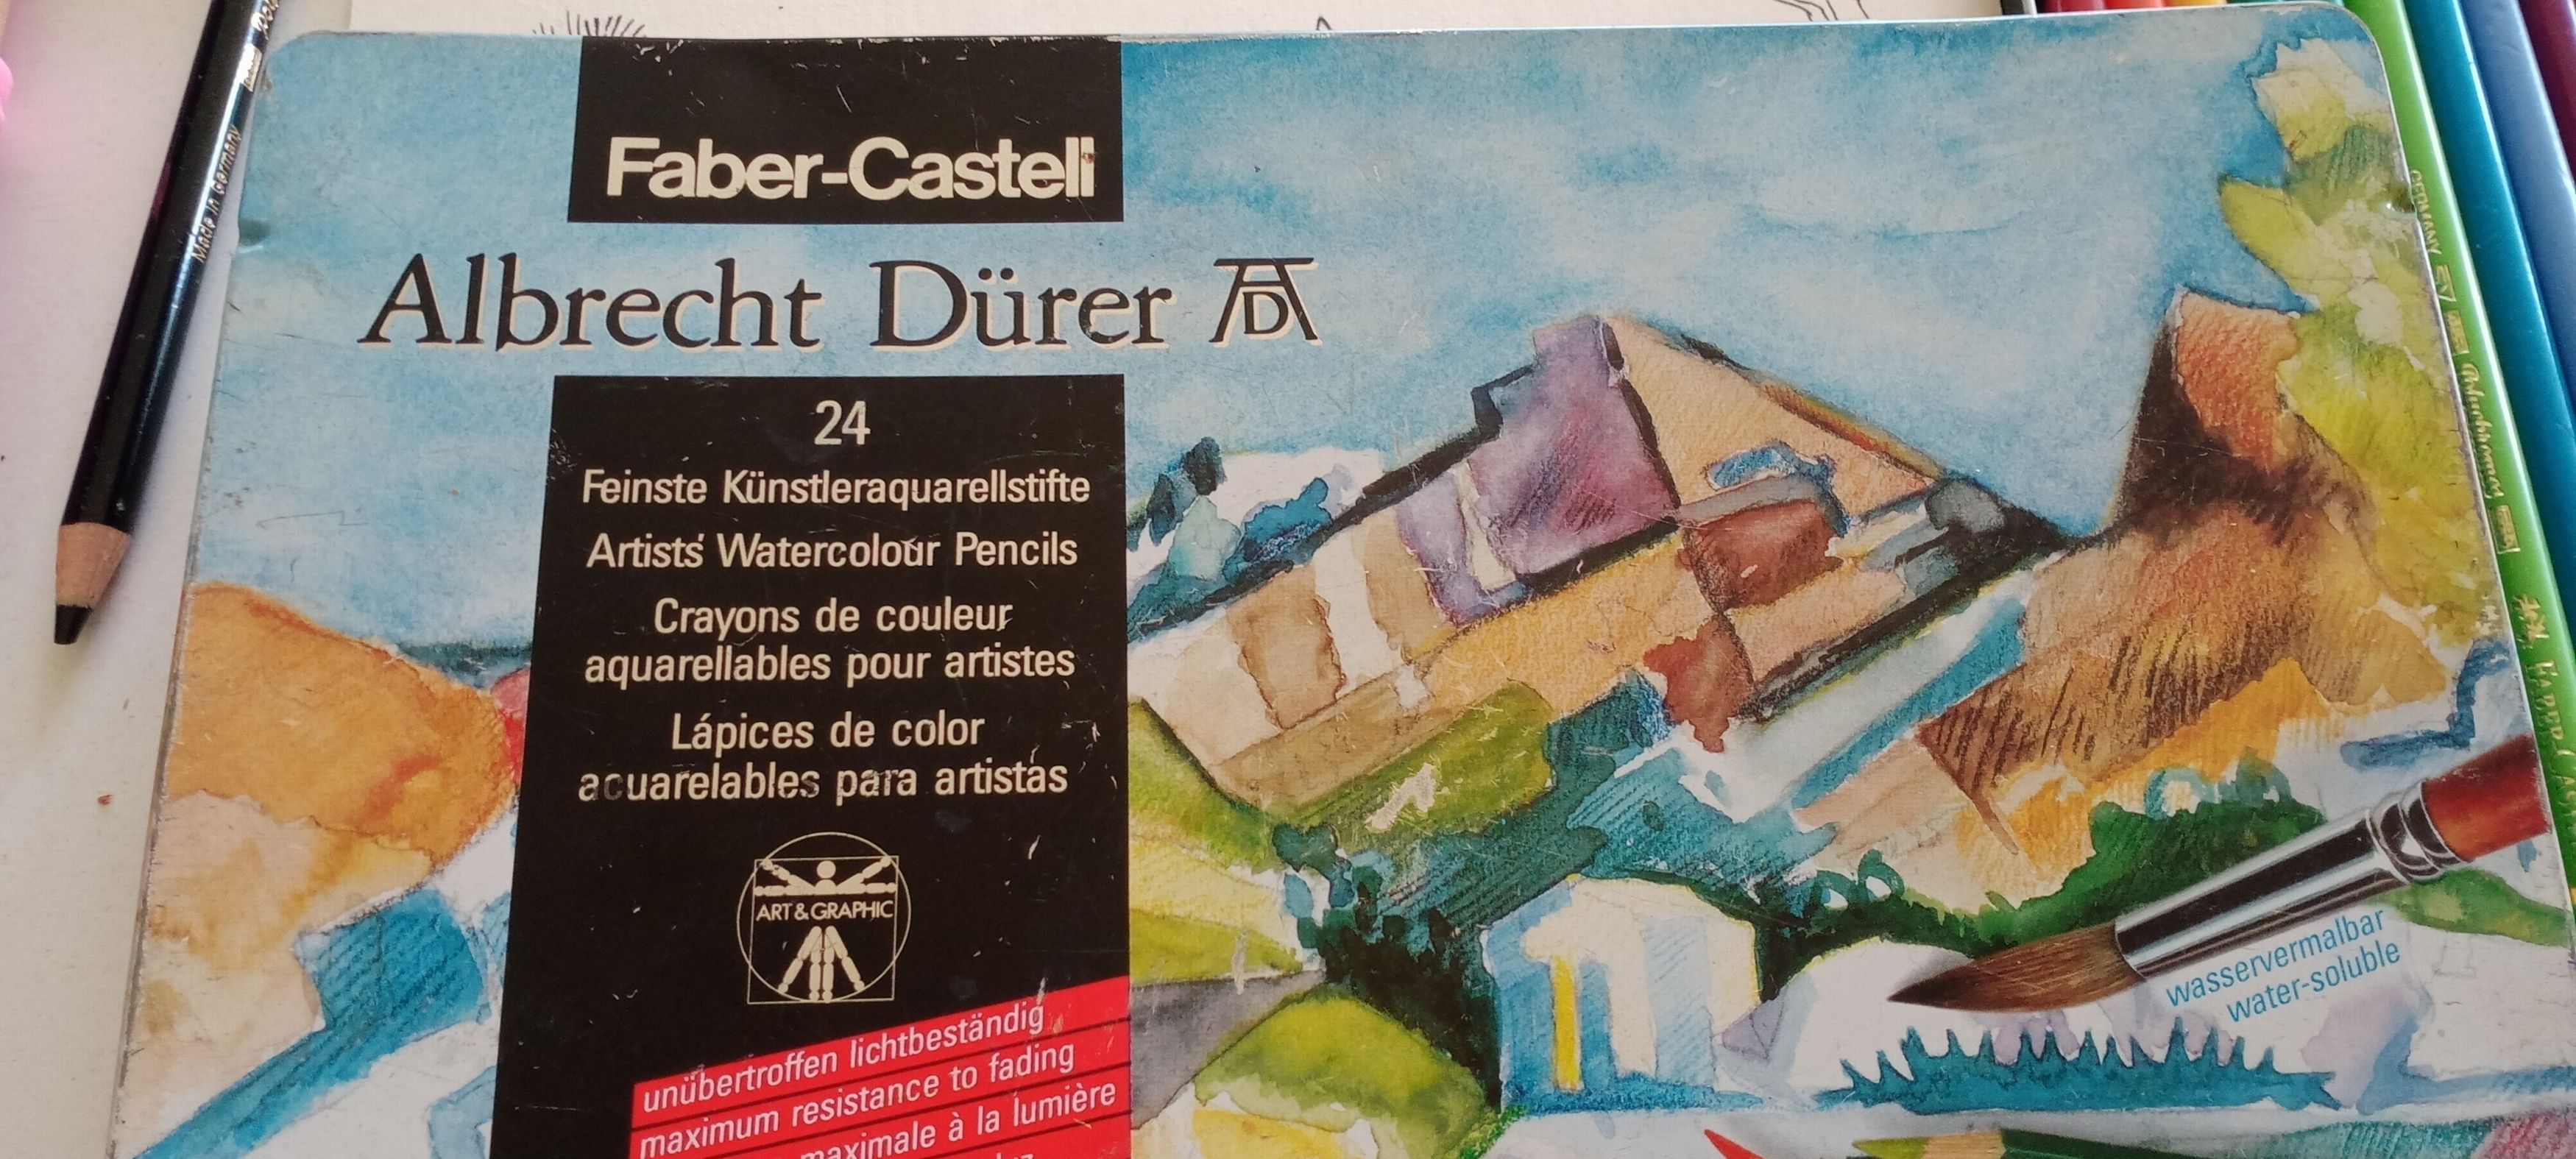 Made in Germany
Faber-Castell
Albrecht Dürer AD
24
Feinste Künstleraquarellstifte
Artists' Watercolour Pencils
Crayons de couleur
aquarellables pour artistes
Lápices de color
acuarelables para artistas
ART & GRAPHIC
unübertroffen lichtbeständig
maximum resistance to fading
maximale à la lumière
wasservermalbar
water-soluble
GERMANY